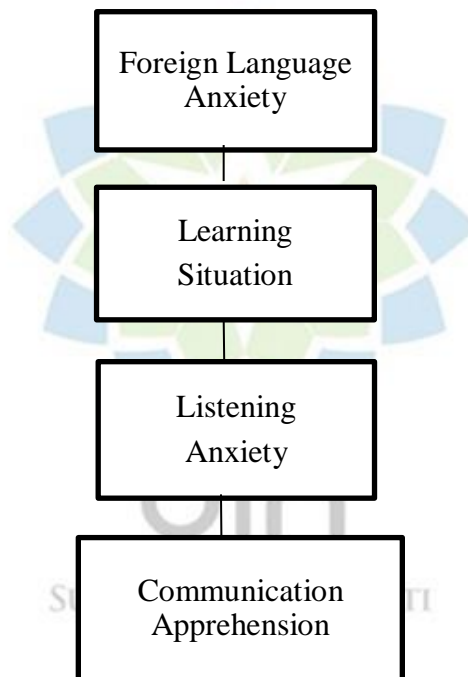 Foreign Language
Anxiety
Learning
Situation
Listening
Anxiety
Communication
Apprehension